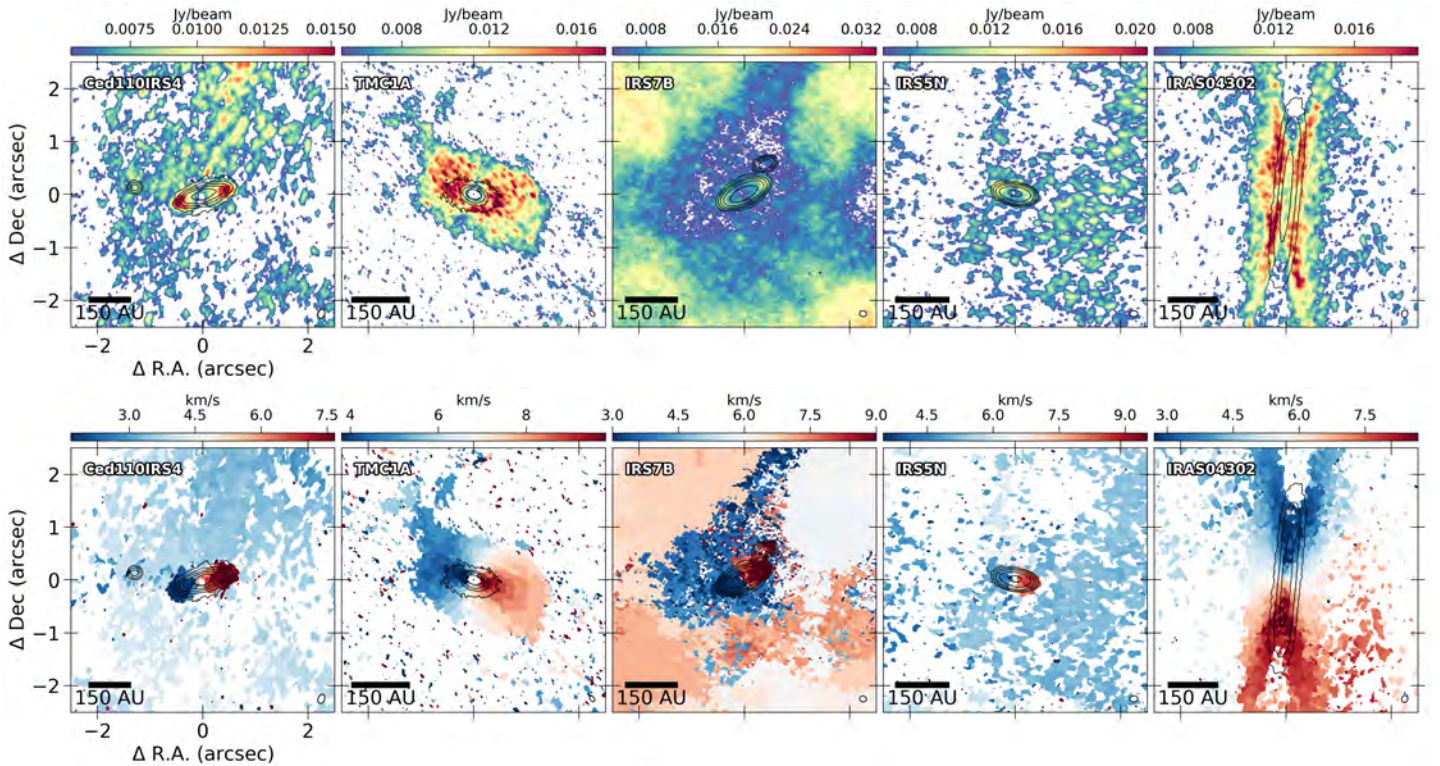 Jy/beam Jy/beam Jy/beam Jy/beam Jy/beam
0.0075 0.0100 0.0125 0.0150 0.008 0.012 0.016 0.008 0.016 0.024 0.032 0.008 0.012 0.016 0.020 0.008 0.012 0.016
Ced110IRS4 TMC1A IRS7B IRS5N IRAS04302
2
1
0
−1
−2
Δ Dec (arcsec)
150 AU 150 AU 150 AU 150 AU 150 AU
−2 0 2
Δ R.A. (arcsec)
km/s km/s km/s km/s km/s
3.0 4.5 6.0 7.5 4 6 8 3.0 4.5 6.0 7.5 9.0 4.5 6.0 7.5 9.0 3.0 4.5 6.0 7.5
Ced110IRS4 TMC1A IRS7B IRS5N IRAS04302
2
1
0
−1
−2
Δ Dec (arcsec)
150 AU 150 AU 150 AU 150 AU 150 AU
−2 0 2
Δ R.A. (arcsec)